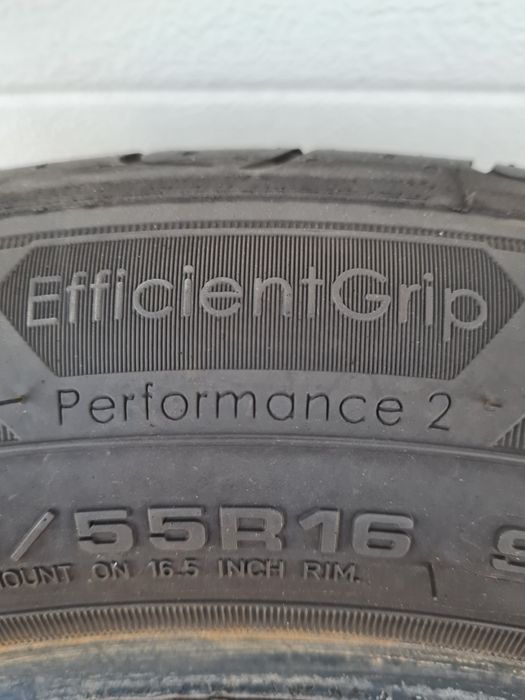 EfficientGrip
Performance 2
/55R16 S
MOUNT ON 16.5 INCH RIM.